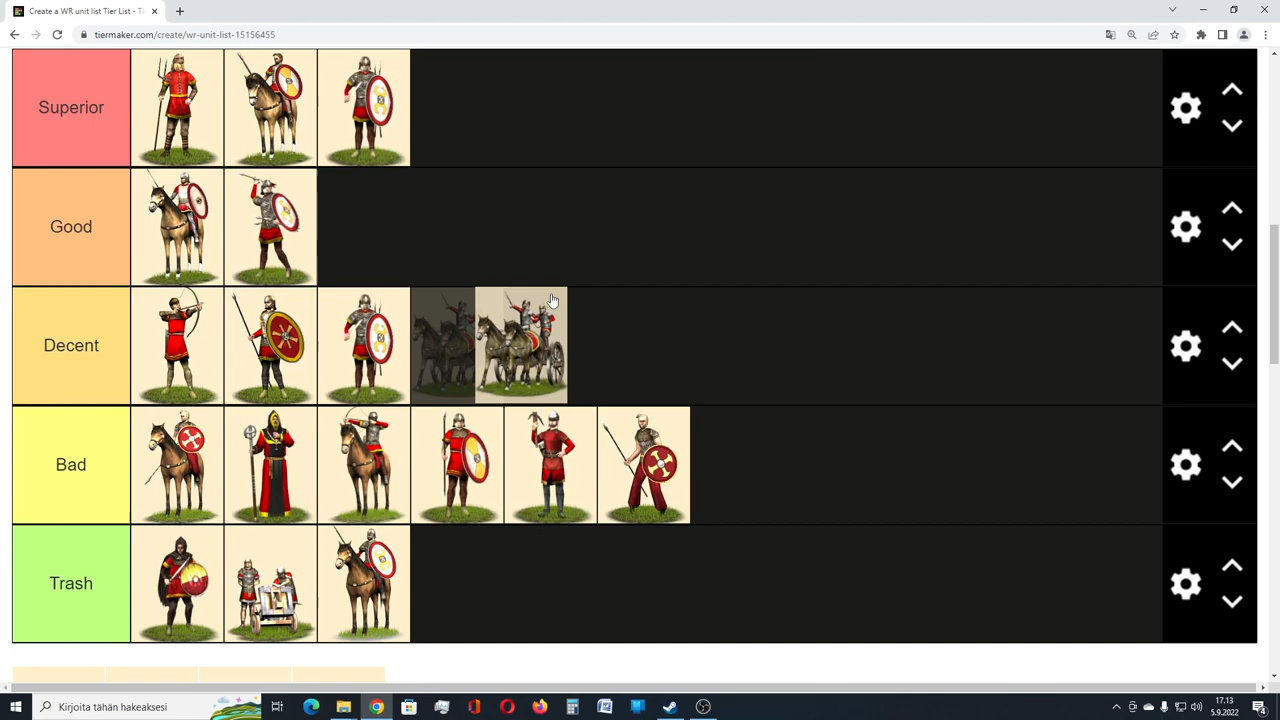 Create a WR unit list Tier List - Ti
tiermaker.com/create/wr-unit-list-15156455
Superior
Good
Decent
Bad
Trash
Kirjoita tähän hakeaksesi
17.13
5.9.2022
4